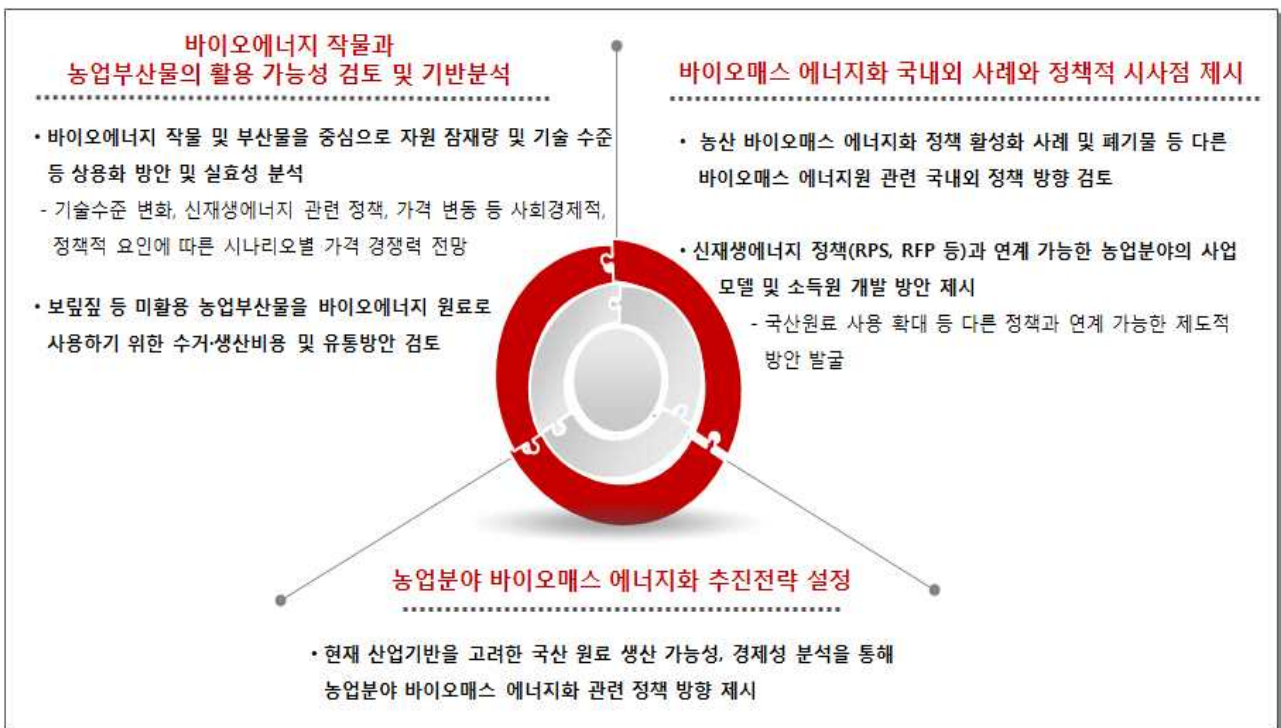 바이오에너지 작물과
농업부산물의 활용 가능성 검토 및 기반분석
• 바이오에너지 작물 및 부산물을 중심으로 자원 잠재량 및 기술 수준
등 상용화 방안 및 실효성 분석
- 기술수준 변화, 신재생에너지 관련 정책, 가격 변동 등 사회경제적,
정책적 요인에 따른 시나리오별 가격 경쟁력 전망
• 보릿짚 등 미활용 농업부산물을 바이오에너지 원료로
사용하기 위한 수거·생산비용 및 유통방안 검토
바이오매스 에너지화 국내외 사례와 정책적 시사점 제시
• 농산 바이오매스 에너지화 정책 활성화 사례 및 폐기물 등 다른
바이오매스 에너지원 관련 국내외 정책 방향 검토
• 신재생에너지 정책(RPS, RFP 등)과 연계 가능한 농업분야의 사업
모델 및 소득원 개발 방안 제시
- 국산원료 사용 확대 등 다른 정책과 연계 가능한 제도적
방안 발굴
농업분야 바이오매스 에너지화 추진전략 설정
• 현재 산업기반을 고려한 국산 원료 생산 가능성, 경제성 분석을 통해
농업분야 바이오매스 에너지화 관련 정책 방향 제시